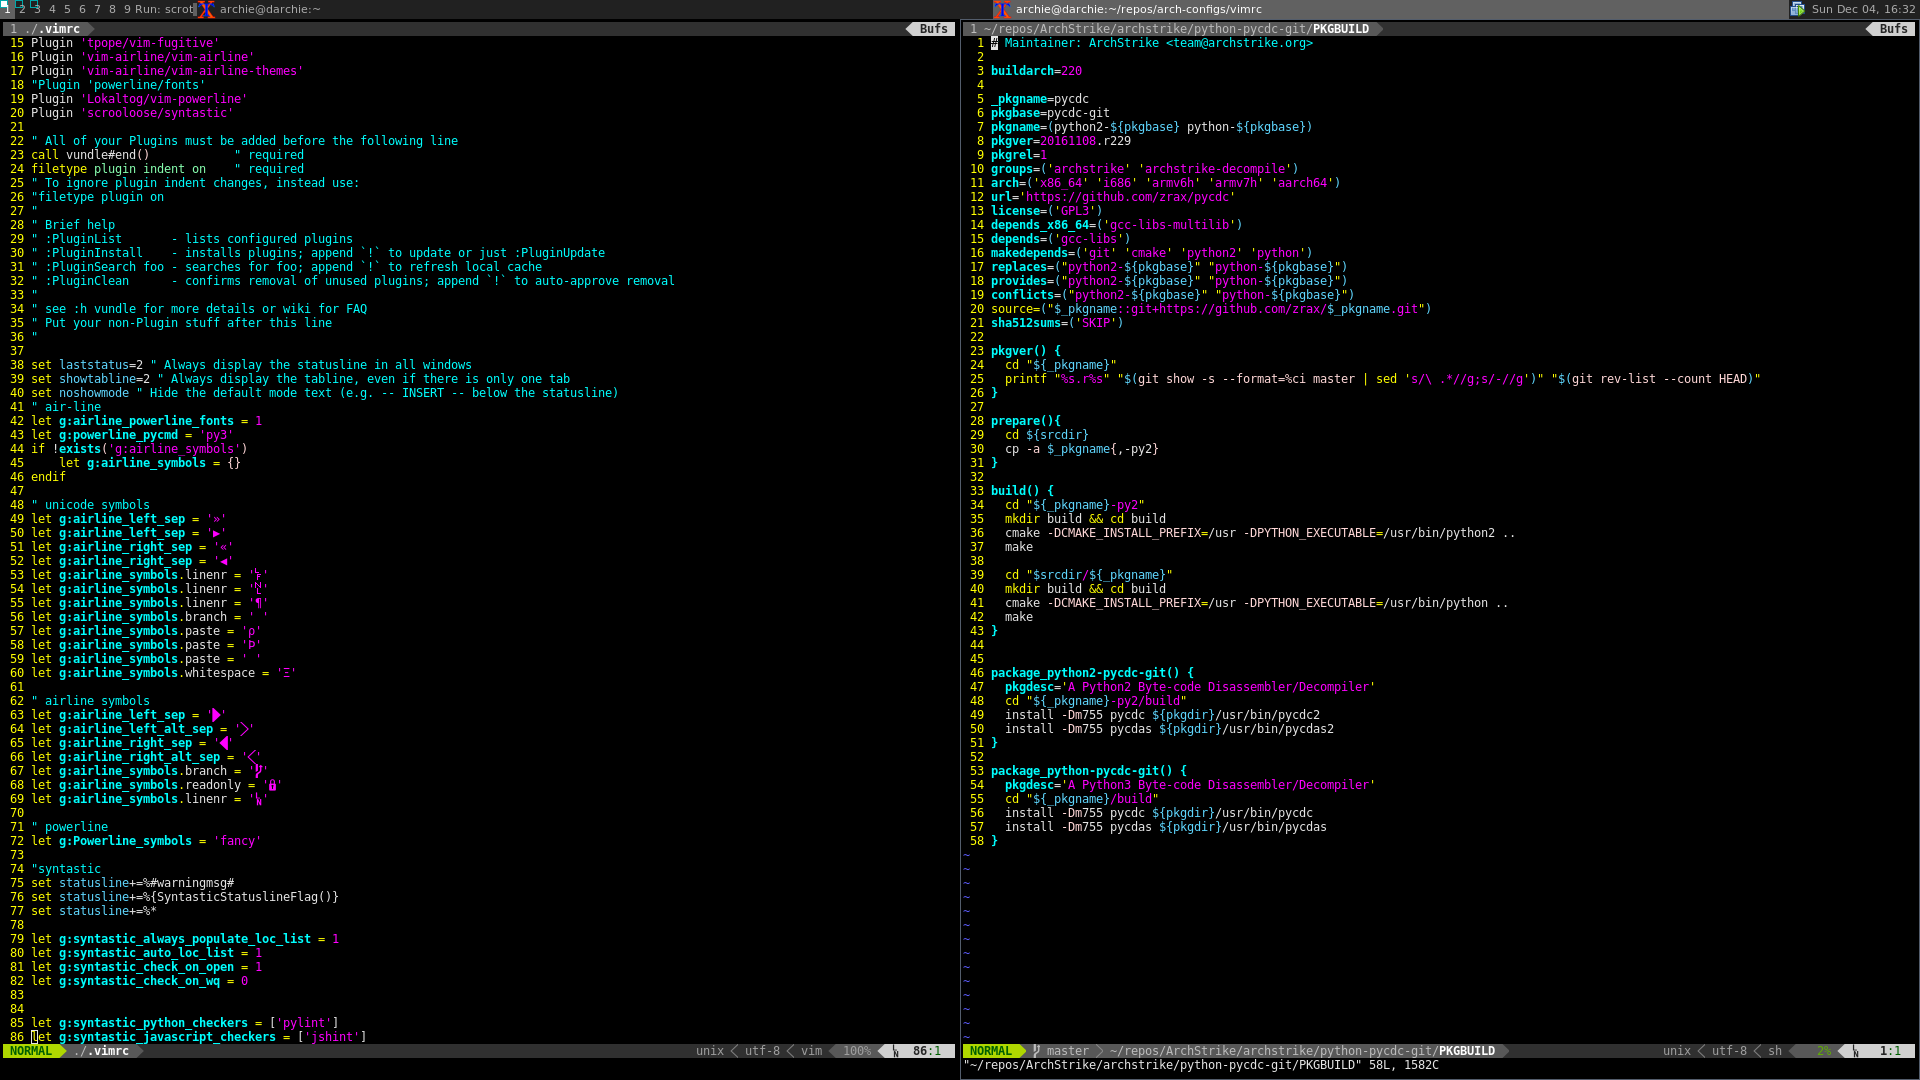 1 2 3 4 5 6 7 8 9 Run: scrot archie@darchie:~ archie@darchie:~/repos/arch-configs/vimrc Sun Dec 04, 16:32
1 ./.vimrc Bufs
15 Plugin 'tpope/vim-fugitive'
16 Plugin 'vim-airline/vim-airline'
17 Plugin 'vim-airline/vim-airline-themes'
18 "Plugin 'powerline/fonts'
19 Plugin 'Lokaltog/vim-powerline'
20 Plugin 'scrooloose/syntastic'
21
22 " All of your Plugins must be added before the following line
23 call vundle#end() " required
24 filetype plugin indent on " required
25 " To ignore plugin indent changes, instead use:
26 "filetype plugin on
27 "
28 " Brief help
29 " :PluginList - lists configured plugins
30 " :PluginInstall - installs plugins; append `!` to update or just :PluginUpdate
31 " :PluginSearch foo - searches for foo; append `!` to refresh local cache
32 " :PluginClean - confirms removal of unused plugins; append `!` to auto-approve removal
33 "
34 " see :h vundle for more details or wiki for FAQ
35 " Put your non-Plugin stuff after this line
36 "
37
38 set laststatus=2 " Always display the statusline in all windows
39 set showtabline=2 " Always display the tabline, even if there is only one tab
40 set noshowmode " Hide the default mode text (e.g. -- INSERT -- below the statusline)
41 " air-line
42 let g:airline_powerline_fonts = 1
43 let g:powerline_pycmd = 'py3'
44 if !exists('g:airline_symbols')
45 let g:airline_symbols = {}
46 endif
47
48 " unicode symbols
49 let g:airline_left_sep = '»'
50 let g:airline_left_sep = '▶'
51 let g:airline_right_sep = '«'
52 let g:airline_right_sep = '◀'
53 let g:airline_symbols.linenr = '␊'
54 let g:airline_symbols.linenr = '␤'
55 let g:airline_symbols.linenr = '¶'
56 let g:airline_symbols.branch = ' '
57 let g:airline_symbols.paste = 'ρ'
58 let g:airline_symbols.paste = 'Þ'
59 let g:airline_symbols.paste = ' '
60 let g:airline_symbols.whitespace = 'Ξ'
61
62 " airline symbols
63 let g:airline_left_sep = ''
64 let g:airline_left_alt_sep = ''
65 let g:airline_right_sep = ''
66 let g:airline_right_alt_sep = ''
67 let g:airline_symbols.branch = ''
68 let g:airline_symbols.readonly = ''
69 let g:airline_symbols.linenr = ''
70
71 " powerline
72 let g:Powerline_symbols = 'fancy'
73
74 "syntastic
75 set statusline+=%#warningmsg#
76 set statusline+=%{SyntasticStatuslineFlag()}
77 set statusline+=%*
78
79 let g:syntastic_always_populate_loc_list = 1
80 let g:syntastic_auto_loc_list = 1
81 let g:syntastic_check_on_open = 1
82 let g:syntastic_check_on_wq = 0
83
84
85 let g:syntastic_python_checkers = ['pylint']
86 let g:syntastic_javascript_checkers = ['jshint']
NORMAL ./.vimrc unix utf-8 vim 100% 86:1
1 ~/repos/ArchStrike/archstrike/python-pycdc-git/PKGBUILD Bufs
1 # Maintainer: ArchStrike <team@archstrike.org>
2
3 buildarch=220
4
5 _pkgname=pycdc
6 pkgbase=pycdc-git
7 pkgname=(python2-${pkgbase} python-${pkgbase})
8 pkgver=20161108.r229
9 pkgrel=1
10 groups=('archstrike' 'archstrike-decompile')
11 arch=('x86_64' 'i686' 'armv6h' 'armv7h' 'aarch64')
12 url='https://github.com/zrax/pycdc'
13 license=('GPL3')
14 depends_x86_64=('gcc-libs-multilib')
15 depends=('gcc-libs')
16 makedepends=('git' 'cmake' 'python2' 'python')
17 replaces=("python2-${pkgbase}" "python-${pkgbase}")
18 provides=("python2-${pkgbase}" "python-${pkgbase}")
19 conflicts=("python2-${pkgbase}" "python-${pkgbase}")
20 source=("$_pkgname::git+https://github.com/zrax/$_pkgname.git")
21 sha512sums=('SKIP')
22
23 pkgver() {
24 cd "${_pkgname}"
25 printf "%s.r%s" "$(git show -s --format=%ci master | sed 's/\ .*//g;s/-//g')" "$(git rev-list --count HEAD)"
26 }
27
28 prepare(){
29 cd ${srcdir}
30 cp -a $_pkgname{,-py2}
31 }
32
33 build() {
34 cd "${_pkgname}-py2"
35 mkdir build && cd build
36 cmake -DCMAKE_INSTALL_PREFIX=/usr -DPYTHON_EXECUTABLE=/usr/bin/python2 ..
37 make
38
39 cd "$srcdir/${_pkgname}"
40 mkdir build && cd build
41 cmake -DCMAKE_INSTALL_PREFIX=/usr -DPYTHON_EXECUTABLE=/usr/bin/python ..
42 make
43 }
44
45
46 package_python2-pycdc-git() {
47 pkgdesc='A Python2 Byte-code Disassembler/Decompiler'
48 cd "${_pkgname}-py2/build"
49 install -Dm755 pycdc ${pkgdir}/usr/bin/pycdc2
50 install -Dm755 pycdas ${pkgdir}/usr/bin/pycdas2
51 }
52
53 package_python-pycdc-git() {
54 pkgdesc='A Python3 Byte-code Disassembler/Decompiler'
55 cd "${_pkgname}/build"
56 install -Dm755 pycdc ${pkgdir}/usr/bin/pycdc
57 install -Dm755 pycdas ${pkgdir}/usr/bin/pycdas
58 }
~
~
~
~
~
~
~
~
~
~
~
~
~
~
NORMAL master ~/repos/ArchStrike/archstrike/python-pycdc-git/PKGBUILD unix utf-8 sh 2% 1:1
"~/repos/ArchStrike/archstrike/python-pycdc-git/PKGBUILD" 58L, 1582C